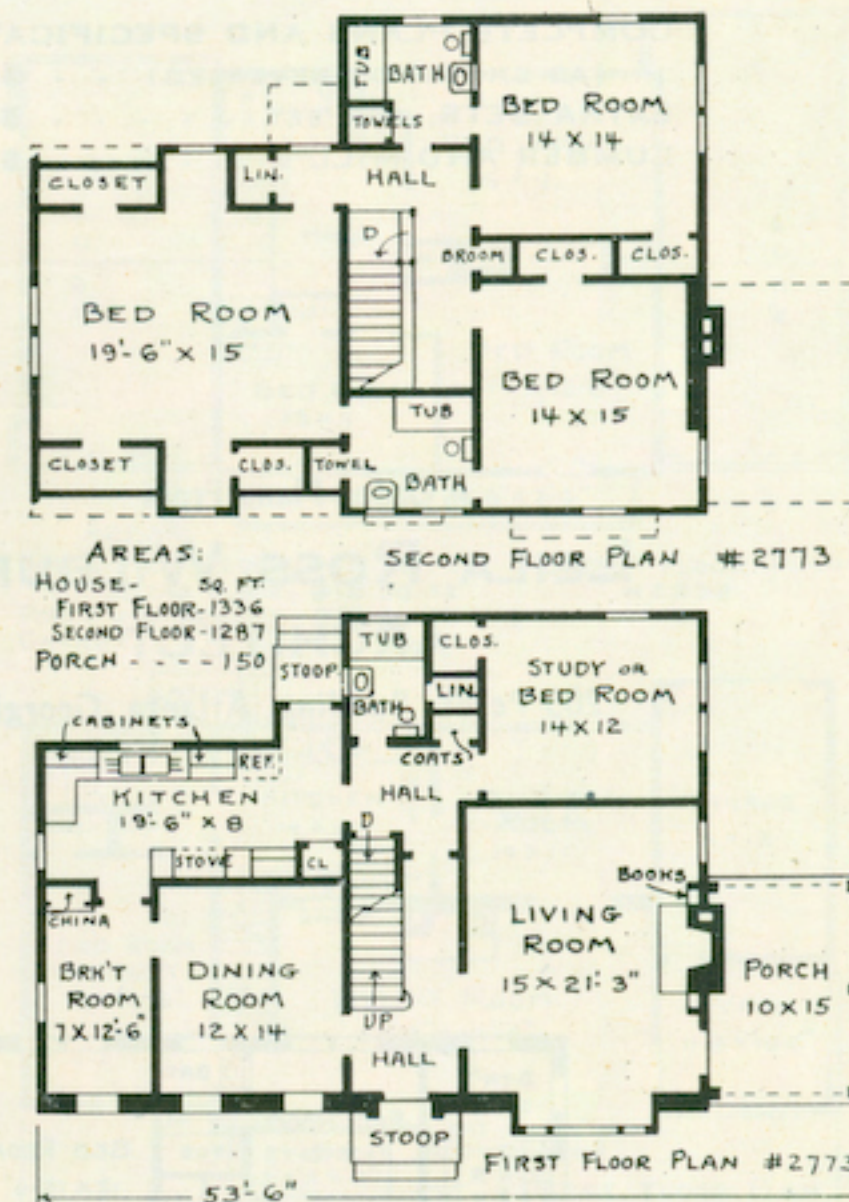 TUB
BATH
TOWELS
BED ROOM
14 X 14
CLOSET
LIN.
HALL
D
BROOM
CLOS.
CLOS.
BED ROOM
19'-6" X 15
BED ROOM
14 X 15
TUB
CLOSET
CLOS.
TOWEL
BATH
AREAS:
HOUSE- SQ. FT.
FIRST FLOOR-1336
SECOND FLOOR-1287
PORCH - - - - 150
SECOND FLOOR PLAN #2773
STOOP
TUB
CLOS.
BATH
LIN.
STUDY OR
BED ROOM
14 X 12
COATS
CABINETS
REF.
KITCHEN
19'-6" X 8
HALL
D
STOVE
CL
CHINA
BOOKS
BRK'T
ROOM
7 X 12'-6"
DINING
ROOM
12 X 14
UP
HALL
LIVING
ROOM
15 X 21'-3"
PORCH
10 X 15
STOOP
FIRST FLOOR PLAN #2773
53'-6"